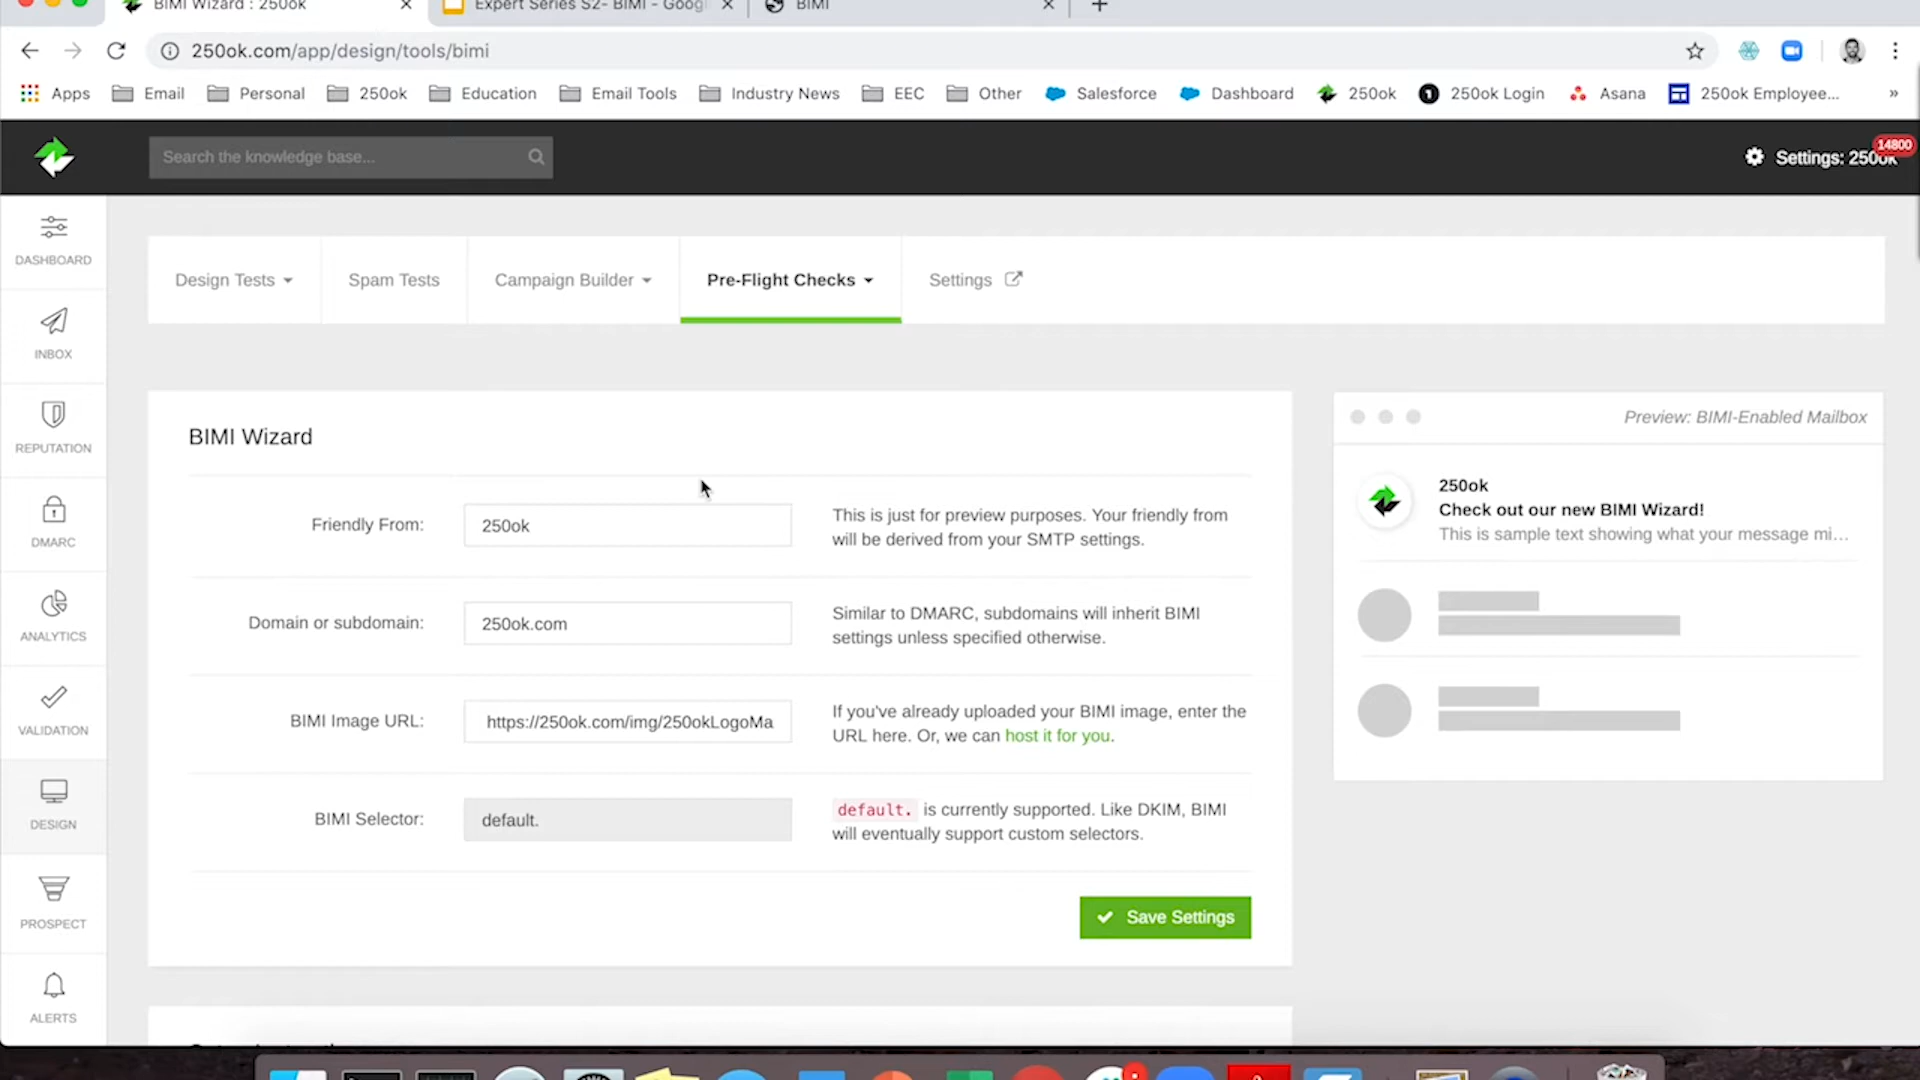 BIMI Wizard : 250ok
Expert Series S2- BIMI - Goog
BIMI
250ok.com/app/design/tools/bimi
Apps Email Personal 250ok Education Email Tools Industry News EEC Other Salesforce Dashboard 250ok 250ok Login Asana 250ok Employee... »
Search the knowledge base...
Settings: 250ok
14800
DASHBOARD
INBOX
REPUTATION
DMARC
ANALYTICS
VALIDATION
DESIGN
PROSPECT
ALERTS
Design Tests
Spam Tests
Campaign Builder
Pre-Flight Checks
Settings
BIMI Wizard
Friendly From:
250ok
This is just for preview purposes. Your friendly from
will be derived from your SMTP settings.
Domain or subdomain:
250ok.com
Similar to DMARC, subdomains will inherit BIMI
settings unless specified otherwise.
BIMI Image URL:
https://250ok.com/img/250okLogoMa
If you've already uploaded your BIMI image, enter the
URL here. Or, we can host it for you.
BIMI Selector:
default.
default. is currently supported. Like DKIM, BIMI
will eventually support custom selectors.
Save Settings
Preview: BIMI-Enabled Mailbox
250ok
Check out our new BIMI Wizard!
This is sample text showing what your message mi...